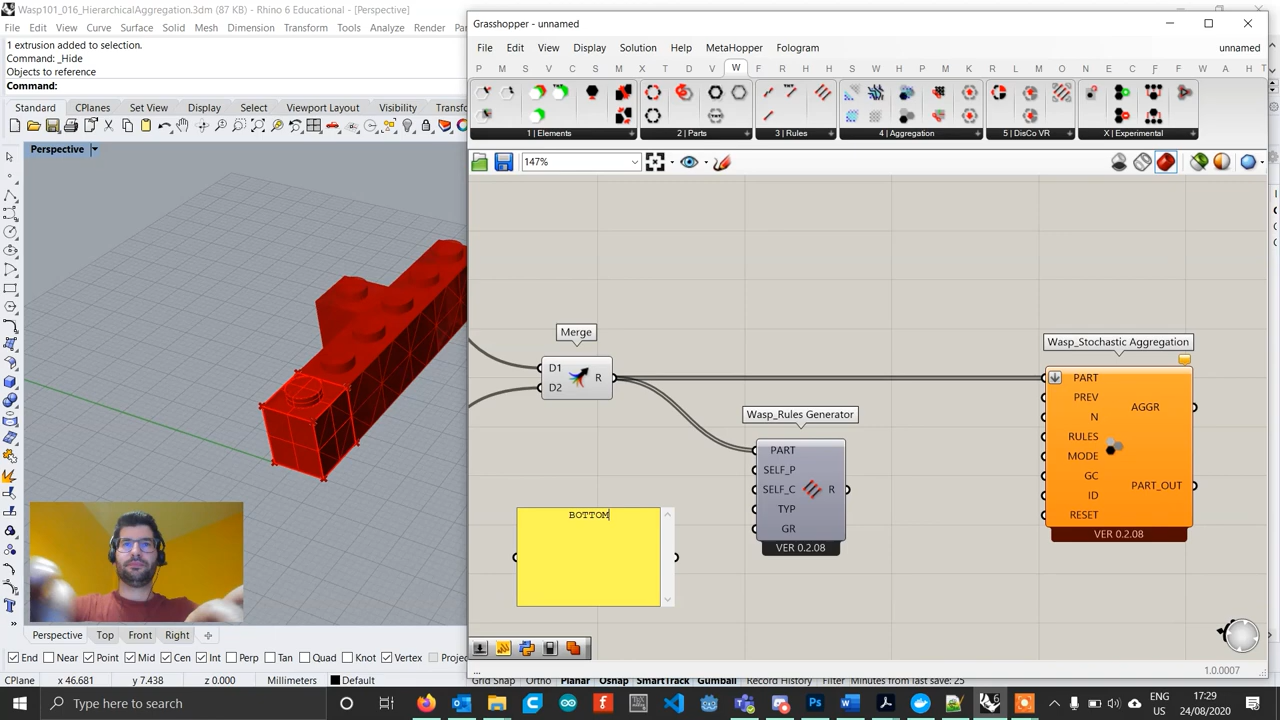 Wasp101_016_HierarchicalAggregation.3dm (87 KB) - Rhino 6 Educational - [Perspective]
File Edit View Curve Surface Solid Mesh Dimension Transform Tools Analyze Render
1 extrusion added to selection.
Command: _Hide
Objects to reference
Command:
Standard CPlanes Set View Display Select Viewport Layout Visibility Transfo
Perspective
Grasshopper - unnamed
File Edit View Display Solution Help MetaHopper Fologram unnamed
P M S V C S M A T D V P W F R H H F L A B K S C T E H L R M L M O I C E F T W A E
1 | Elements 2 | Parts 3 | Rules 4 | Aggregation 5 | DisCo VR X | Experimental
147%
Merge
D1
D2
R
Wasp_Rules Generator
PART
SELF_P
SELF_C
TYP
GR
R
VER 0.2.08
BOTTOM
Wasp_Stochastic Aggregation
PART
PREV
N
RULES
MODE
GC
ID
RESET
AGGR
PART_OUT
VER 0.2.08
...
1.0.0007
Perspective Top Front Right
End Near Point Mid Cen Int Perp Tan Quad Knot Vertex Projec
CPlane x 46.681 y 7.438 z 0.000 Millimeters Default Grid Snap Ortho Planar Osnap SmartTrack Gumball Record History Filter Minutes from last save: 25
Type here to search
ENG
US
17:29
24/08/2020